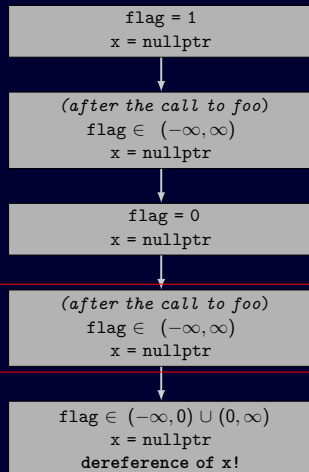 flag = 1
x = nullptr
(after the call to foo)
flag ∈ (−∞, ∞)
x = nullptr
flag = 0
x = nullptr
(after the call to foo)
flag ∈ (−∞, ∞)
x = nullptr
flag ∈ (−∞, 0) ∪ (0, ∞)
x = nullptr
dereference of x!